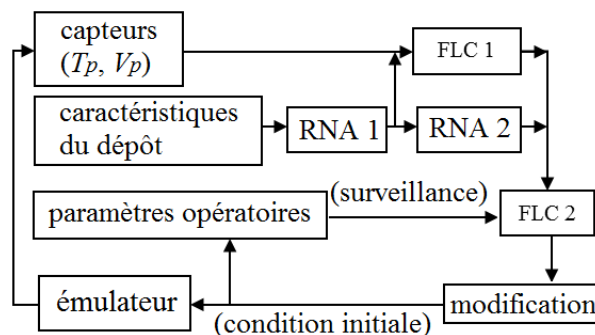 capteurs
(Tp, Vp)
FLC 1
caractéristiques
du dépôt
RNA 1
RNA 2
(surveillance)
paramètres opératoires
FLC 2
émulateur
(condition initiale)
modification